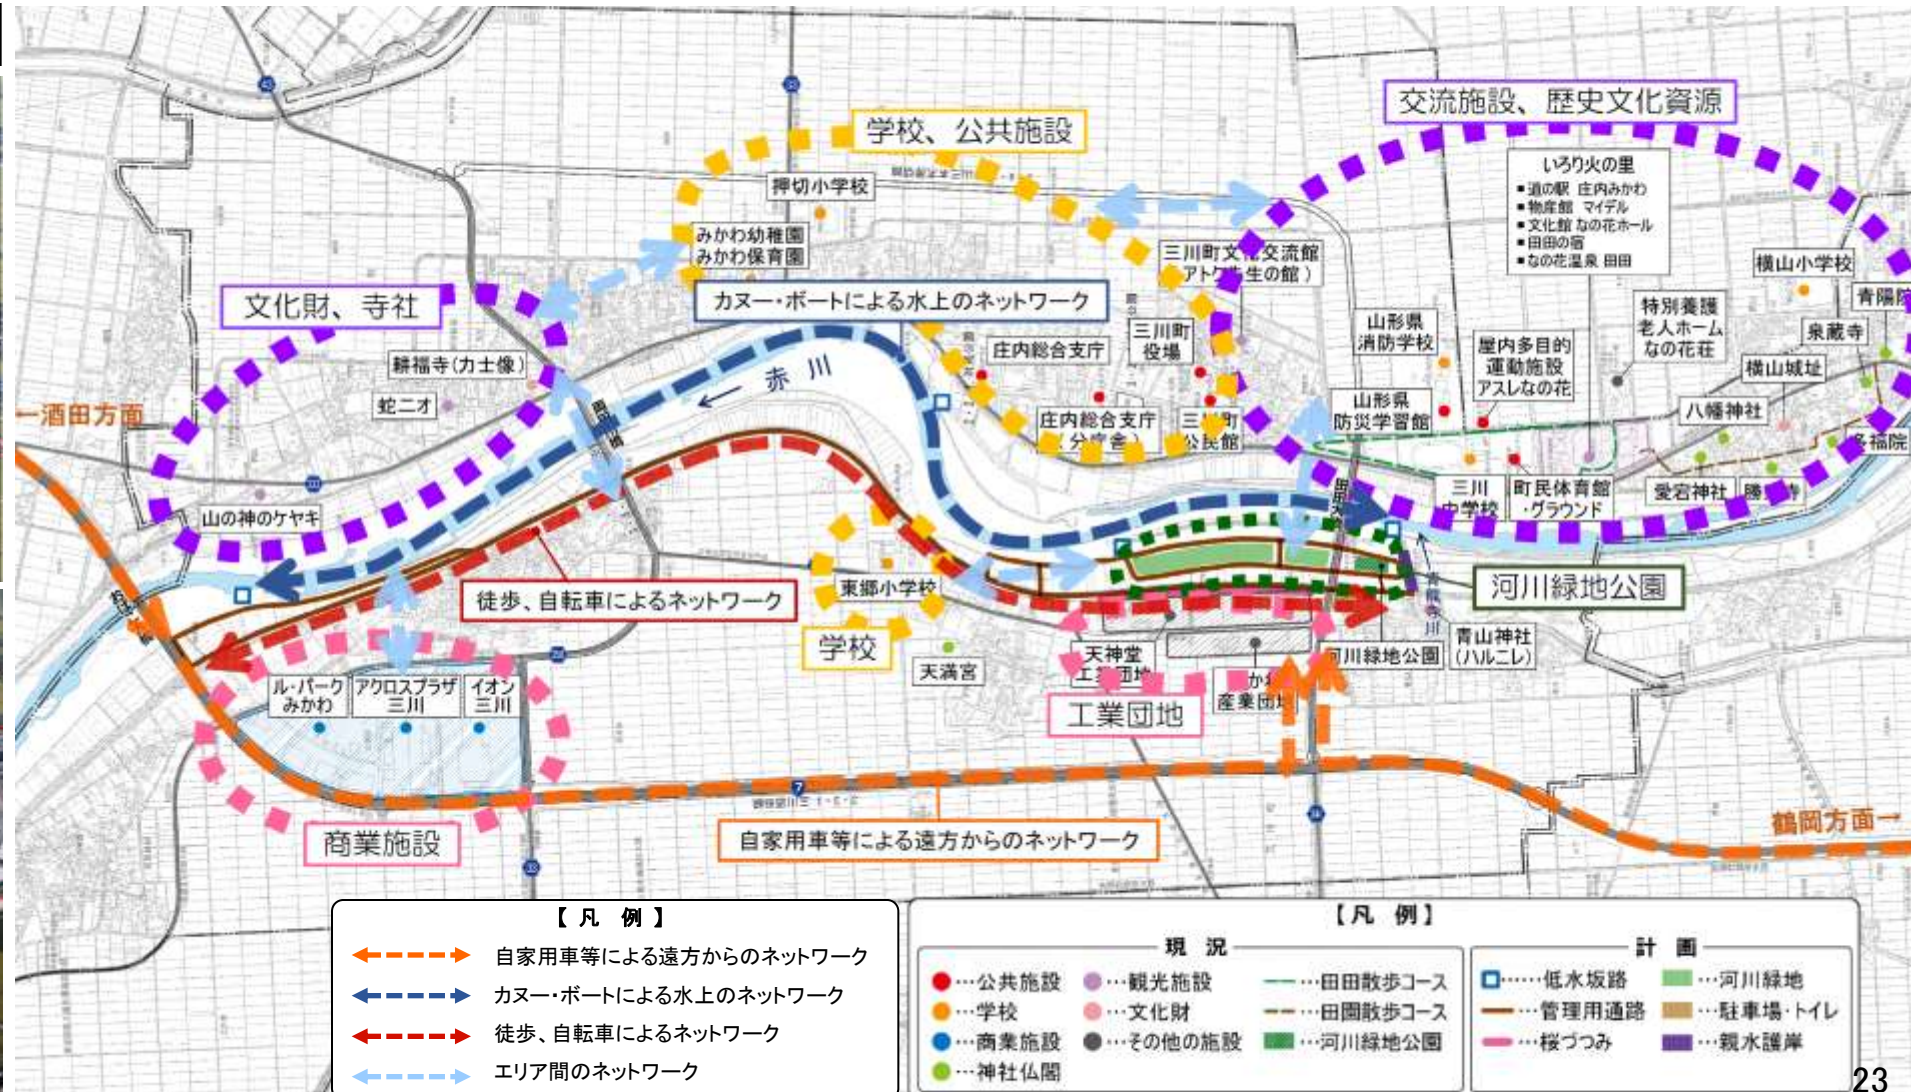 交流施設、歴史文化資源
学校、公共施設
いろり火の里
▪道の駅 庄内みかわ
▪物産館 マイデル
▪文化館 なの花ホール
▪田田の宿
▪なの花温泉 田田
押切小学校
みかわ幼稚園
みかわ保育園
横山小学校
青陽院
泉蔵寺
文化財、寺社
カヌー・ボートによる水上のネットワーク
特別養護
老人ホーム
なの花荘
山形県
消防学校
屋内多目的
運動施設
アスレなの花
庄内総合支庁
三川町
役場
耕福寺(力士像)
蛇二オ
← 赤川
横山城址
八幡神社
←酒田方面
山形県
防災学習館
庄内総合支庁
(分庁舎)
三川町
公民館
三川
中学校
町民体育館
・グラウンド
愛宕神社
山の神のケヤキ
徒歩、自転車によるネットワーク
東郷小学校
河川緑地公園
学校
天満宮
天神堂
工業団地
河川緑地公園
青龍寺川
青山神社
(ハルニレ)
産業団地
工業団地
ル・パーク
みかわ
アクロスプラザ
三川
イオン
三川
7
商業施設
自家用車等による遠方からのネットワーク
鶴岡方面→
【凡 例】
自家用車等による遠方からのネットワーク
カヌー・ボートによる水上のネットワーク
徒歩、自転車によるネットワーク
エリア間のネットワーク
【凡 例】
現 況
…公共施設
…学校
…商業施設
…神社仏閣
…観光施設
…文化財
…その他の施設
…田田散歩コース
…田園散歩コース
…河川緑地公園
計 画
……低水坂路
…管理用通路
…桜づつみ
…河川緑地
…駐車場・トイレ
…親水護岸
23